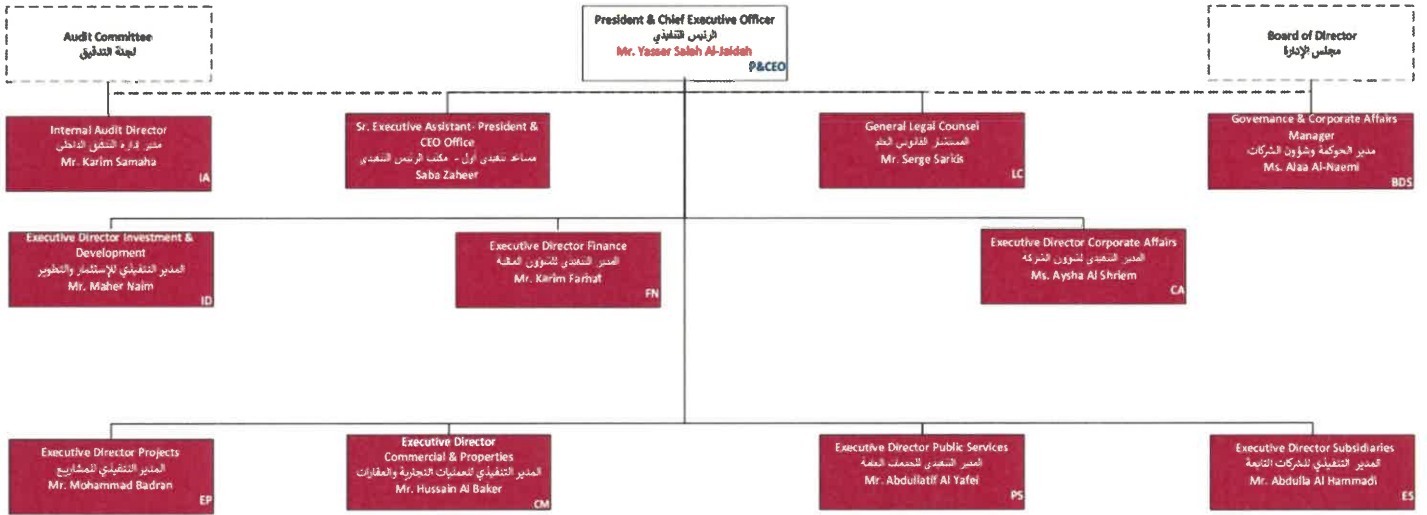 Audit Committee
لجنة التدقيق
President & Chief Executive Officer
الرئيس التنفيذي
Mr. Yasser Salah Al-Jaidah
P&CEO
Board of Director
مجلس الإدارة
Internal Audit Director
مدير إدارة التدقيق الداخلي
Mr. Karim Samaha
IA
Sr. Executive Assistant- President &
CEO Office
مساعد تنفيذي أول - مكتب الرئيس التنفيذي
Saba Zaheer
General Legal Counsel
المستشار القانوني العام
Mr. Serge Sarkis
LC
Governance & Corporate Affairs
Manager
مدير الحوكمة وشؤون الشركات
Ms. Alaa Al-Naemi
BDS
Executive Director Investment &
Development
المدير التنفيذي للإستثمار والتطوير
Mr. Maher Naim
ID
Executive Director Finance
المدير التنفيذي للشؤون المالية
Mr. Karim Farhat
FN
Executive Director Corporate Affairs
المدير التنفيذي لشؤون الشركة
Ms. Aysha Al Shriem
CA
Executive Director Projects
المدير التنفيذي للمشاريع
Mr. Mohammad Badran
EP
Executive Director
Commercial & Properties
المدير التنفيذي للعمليات التجارية والعقارات
Mr. Hussain Al Baker
CM
Executive Director Public Services
المدير التنفيذي للخدمات العامة
Mr. Abdullatif Al Yafei
PS
Executive Director Subsidiaries
المدير التنفيذي للشركات التابعة
Mr. Abdulla Al Hammadi
ES